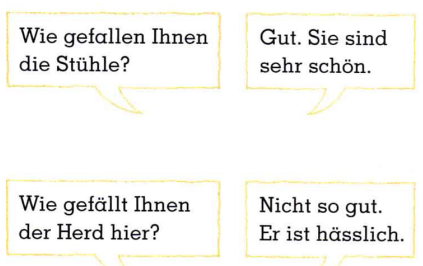 Wie gefallen Ihnen
die Stühle?
Gut. Sie sind
sehr schön.
Wie gefällt Ihnen
der Herd hier?
Nicht so gut.
Er ist hässlich.